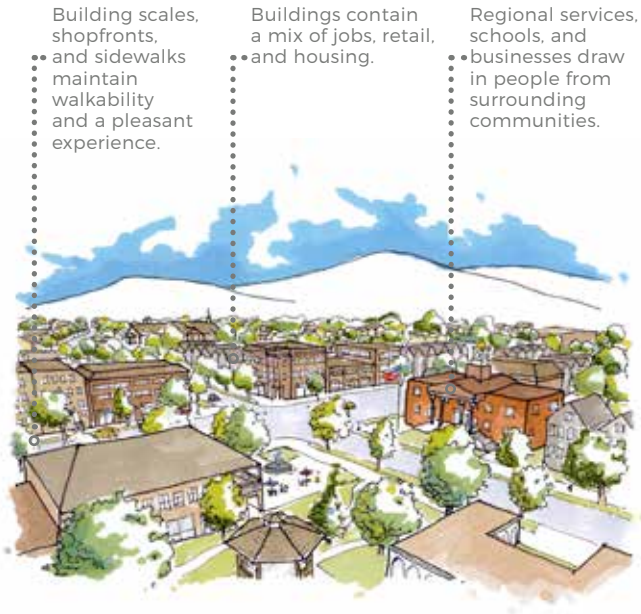 Building scales,
shopfronts,
and sidewalks
maintain
walkability
and a pleasant
experience.
Buildings contain
a mix of jobs, retail,
and housing.
Regional services,
schools, and
businesses draw
in people from
surrounding
communities.